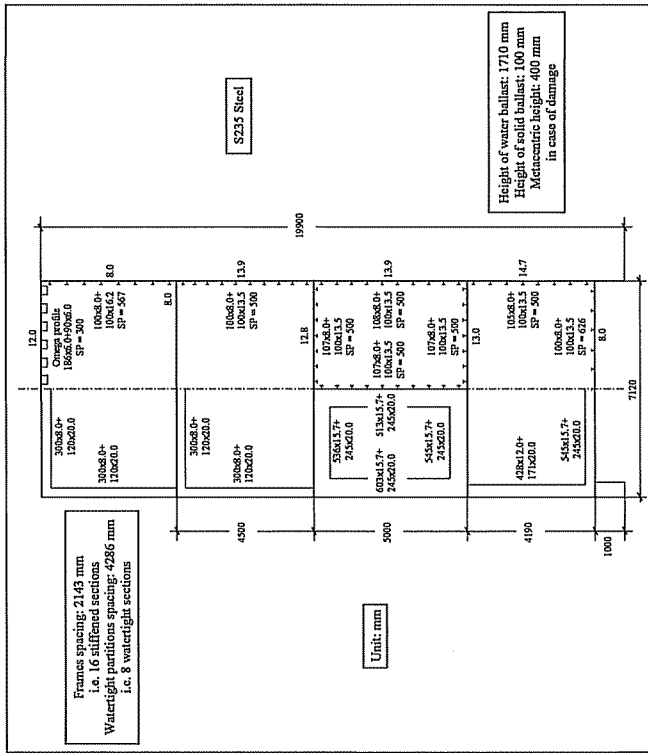 Frames spacing: 2143 mm
i.e. 16 stiffened sections
Watertight partitions spacing: 4286 mm
i.e. 8 watertight sections
12.0
300x8.0+
120x20.0
300x8.0+
120x20.0
Omega profile
186x6.0+90x6.0
SP = 300
100x8.0+
100x16.2
SP = 567
8.0
8.0
19900
S235 Steel
4500
300x8.0+
120x20.0
300x8.0+
120x20.0
100x8.0+
100x13.5
SP = 500
13.9
12.8
Unit: mm
5000
536x15.7+
245x20.0
603x15.7+
245x20.0
513x15.7+
245x20.0
545x15.7+
245x20.0
107x8.0+
100x13.5
SP = 500
107x8.0+
100x13.5
SP = 500
108x8.0+
100x13.5
SP = 500
107x8.0+
100x13.5
SP = 500
13.9
13.0
4190
428x12.0+
171x20.0
545x15.7+
245x20.0
105x8.0+
100x13.5
SP = 500
100x8.0+
100x13.5
SP = 626
14.7
8.0
1000
7120
Height of water ballast: 1710 mm
Height of solid ballast: 100 mm
Metacentric height: 400 mm
in case of damage